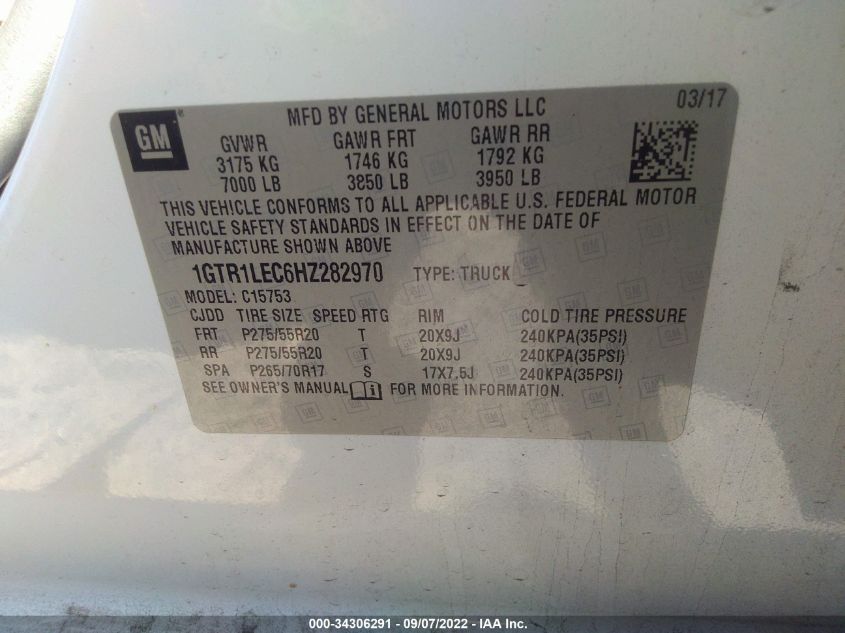 GM
MFD BY GENERAL MOTORS LLC 03/17
GVWR GAWR FRT GAWR RR
3175 KG 1746 KG 1792 KG
7000 LB 3850 LB 3950 LB
THIS VEHICLE CONFORMS TO ALL APPLICABLE U.S. FEDERAL MOTOR
VEHICLE SAFETY STANDARDS IN EFFECT ON THE DATE OF
MANUFACTURE SHOWN ABOVE
1GTR1LEC6HZ282970 TYPE: TRUCK
MODEL: C15753
CJDD TIRE SIZE SPEED RTG RIM COLD TIRE PRESSURE
FRT P275/55R20 T 20X9J 240KPA(35PSI)
RR P275/55R20 T 20X9J 240KPA(35PSI)
SPA P265/70R17 S 17X7.5J 240KPA(35PSI)
SEE OWNER'S MANUAL FOR MORE INFORMATION.
000-34306291 - 09/07/2022 - IAA Inc.